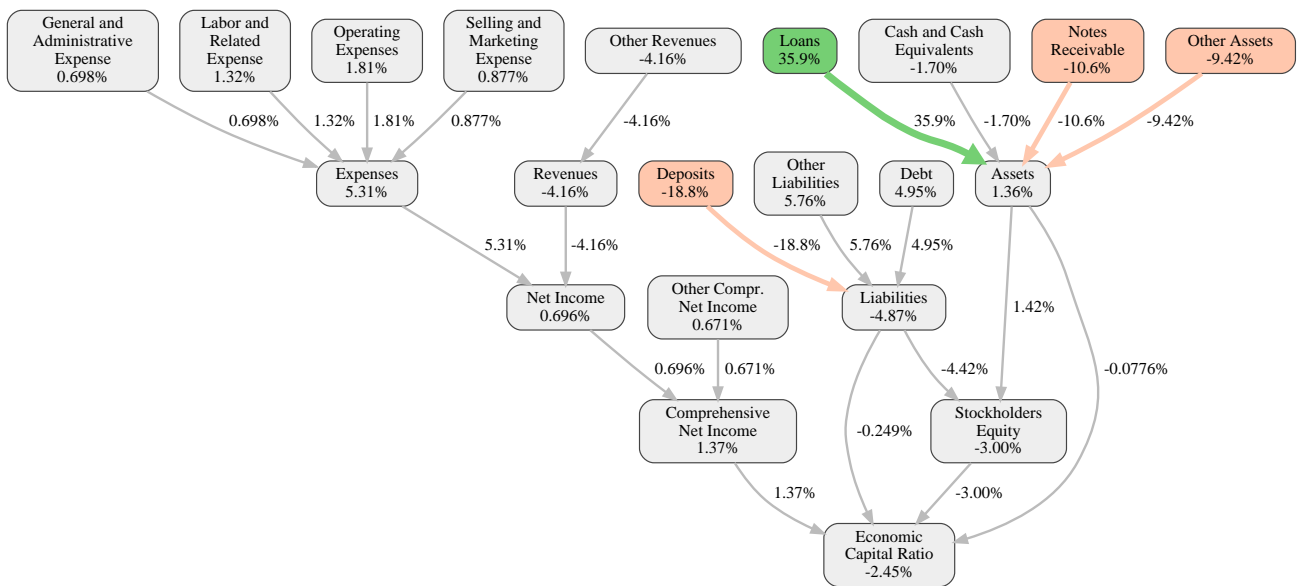 General and
Administrative
Expense
0.698%
Labor and
Related
Expense
1.32%
Operating
Expenses
1.81%
Selling and
Marketing
Expense
0.877%
Other Revenues
-4.16%
Loans
35.9%
Cash and Cash
Equivalents
-1.70%
Notes
Receivable
-10.6%
Other Assets
-9.42%
0.698%
1.32%
1.81%
0.877%
-4.16%
35.9%
-1.70%
-10.6%
-9.42%
Expenses
5.31%
Revenues
-4.16%
Deposits
-18.8%
Other
Liabilities
5.76%
Debt
4.95%
Assets
1.36%
5.31%
-4.16%
-18.8%
5.76%
4.95%
Net Income
0.696%
Other Compr.
Net Income
0.671%
Liabilities
-4.87%
1.42%
0.696%
0.671%
-4.42%
-0.0776%
Comprehensive
Net Income
1.37%
-0.249%
Stockholders
Equity
-3.00%
1.37%
-3.00%
Economic
Capital Ratio
-2.45%